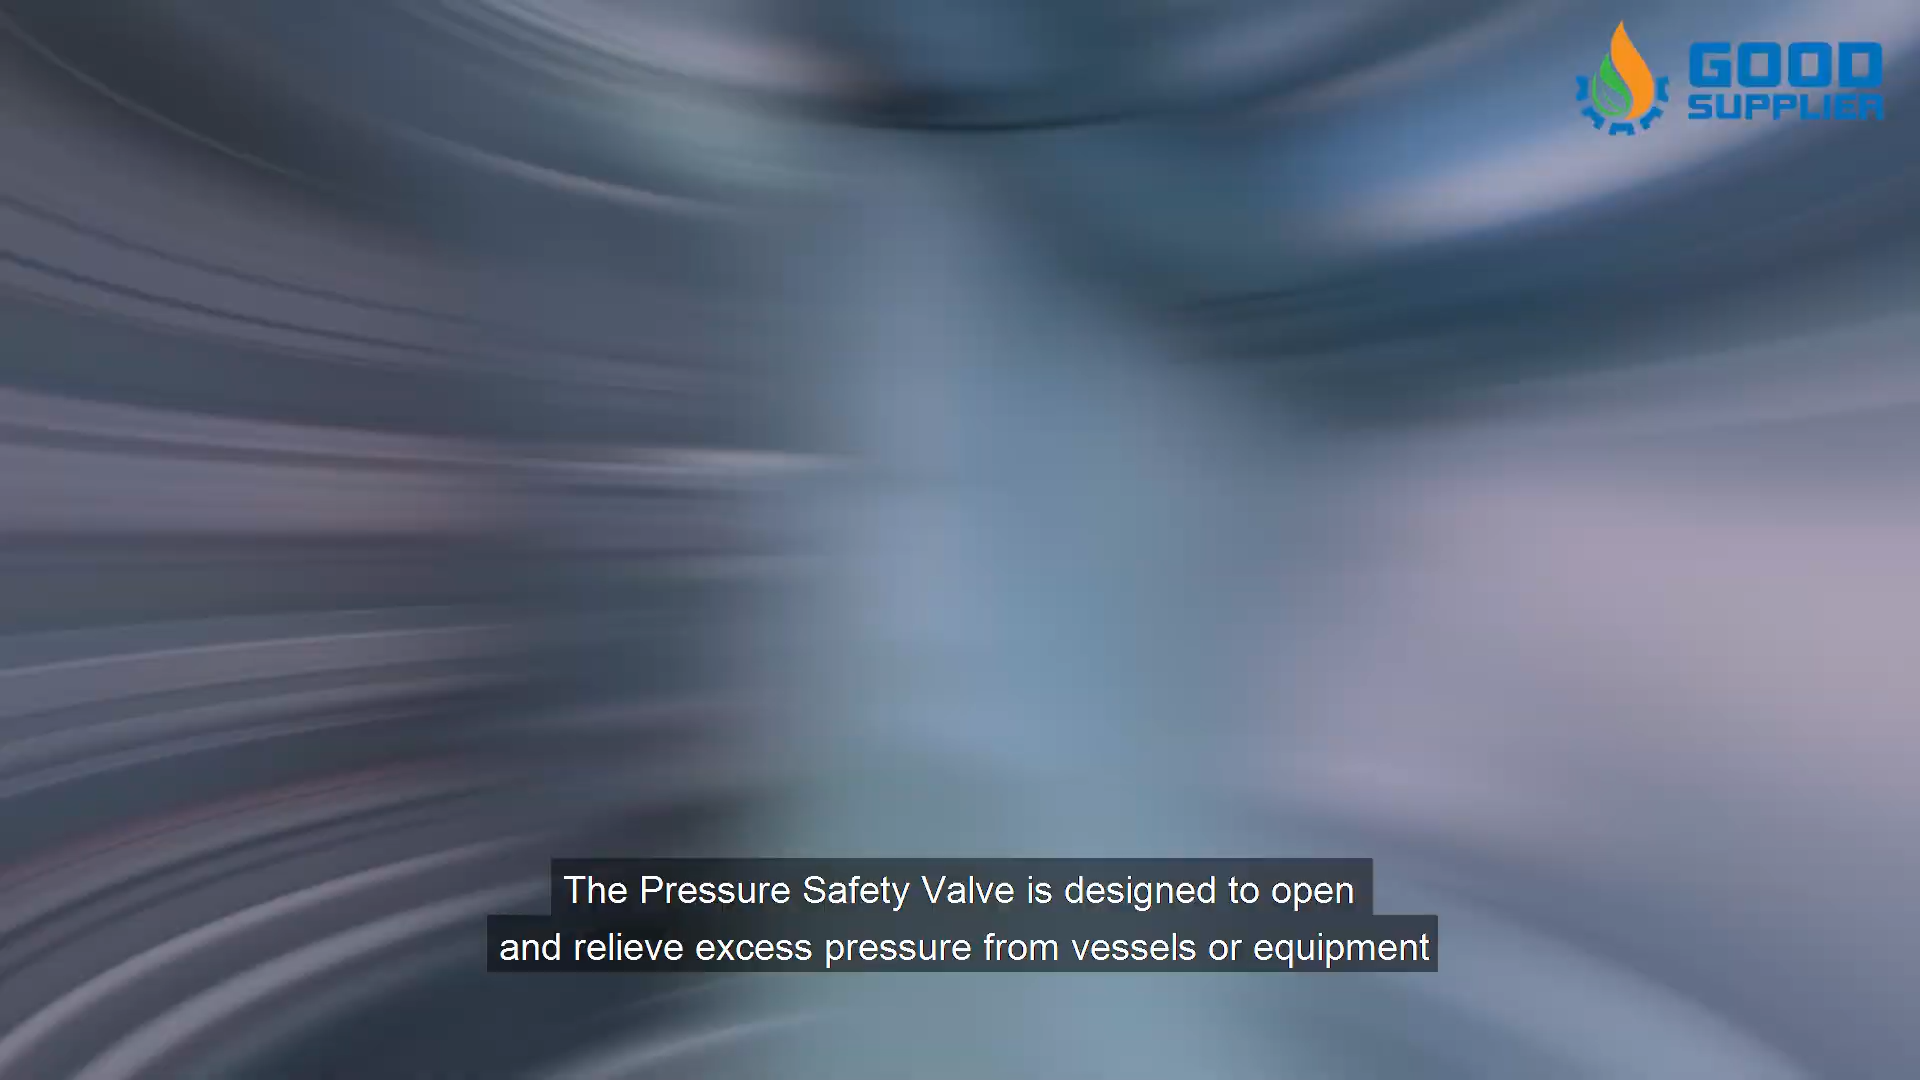 GOOD
SUPPLIER
The Pressure Safety Valve is designed to open
and relieve excess pressure from vessels or equipment